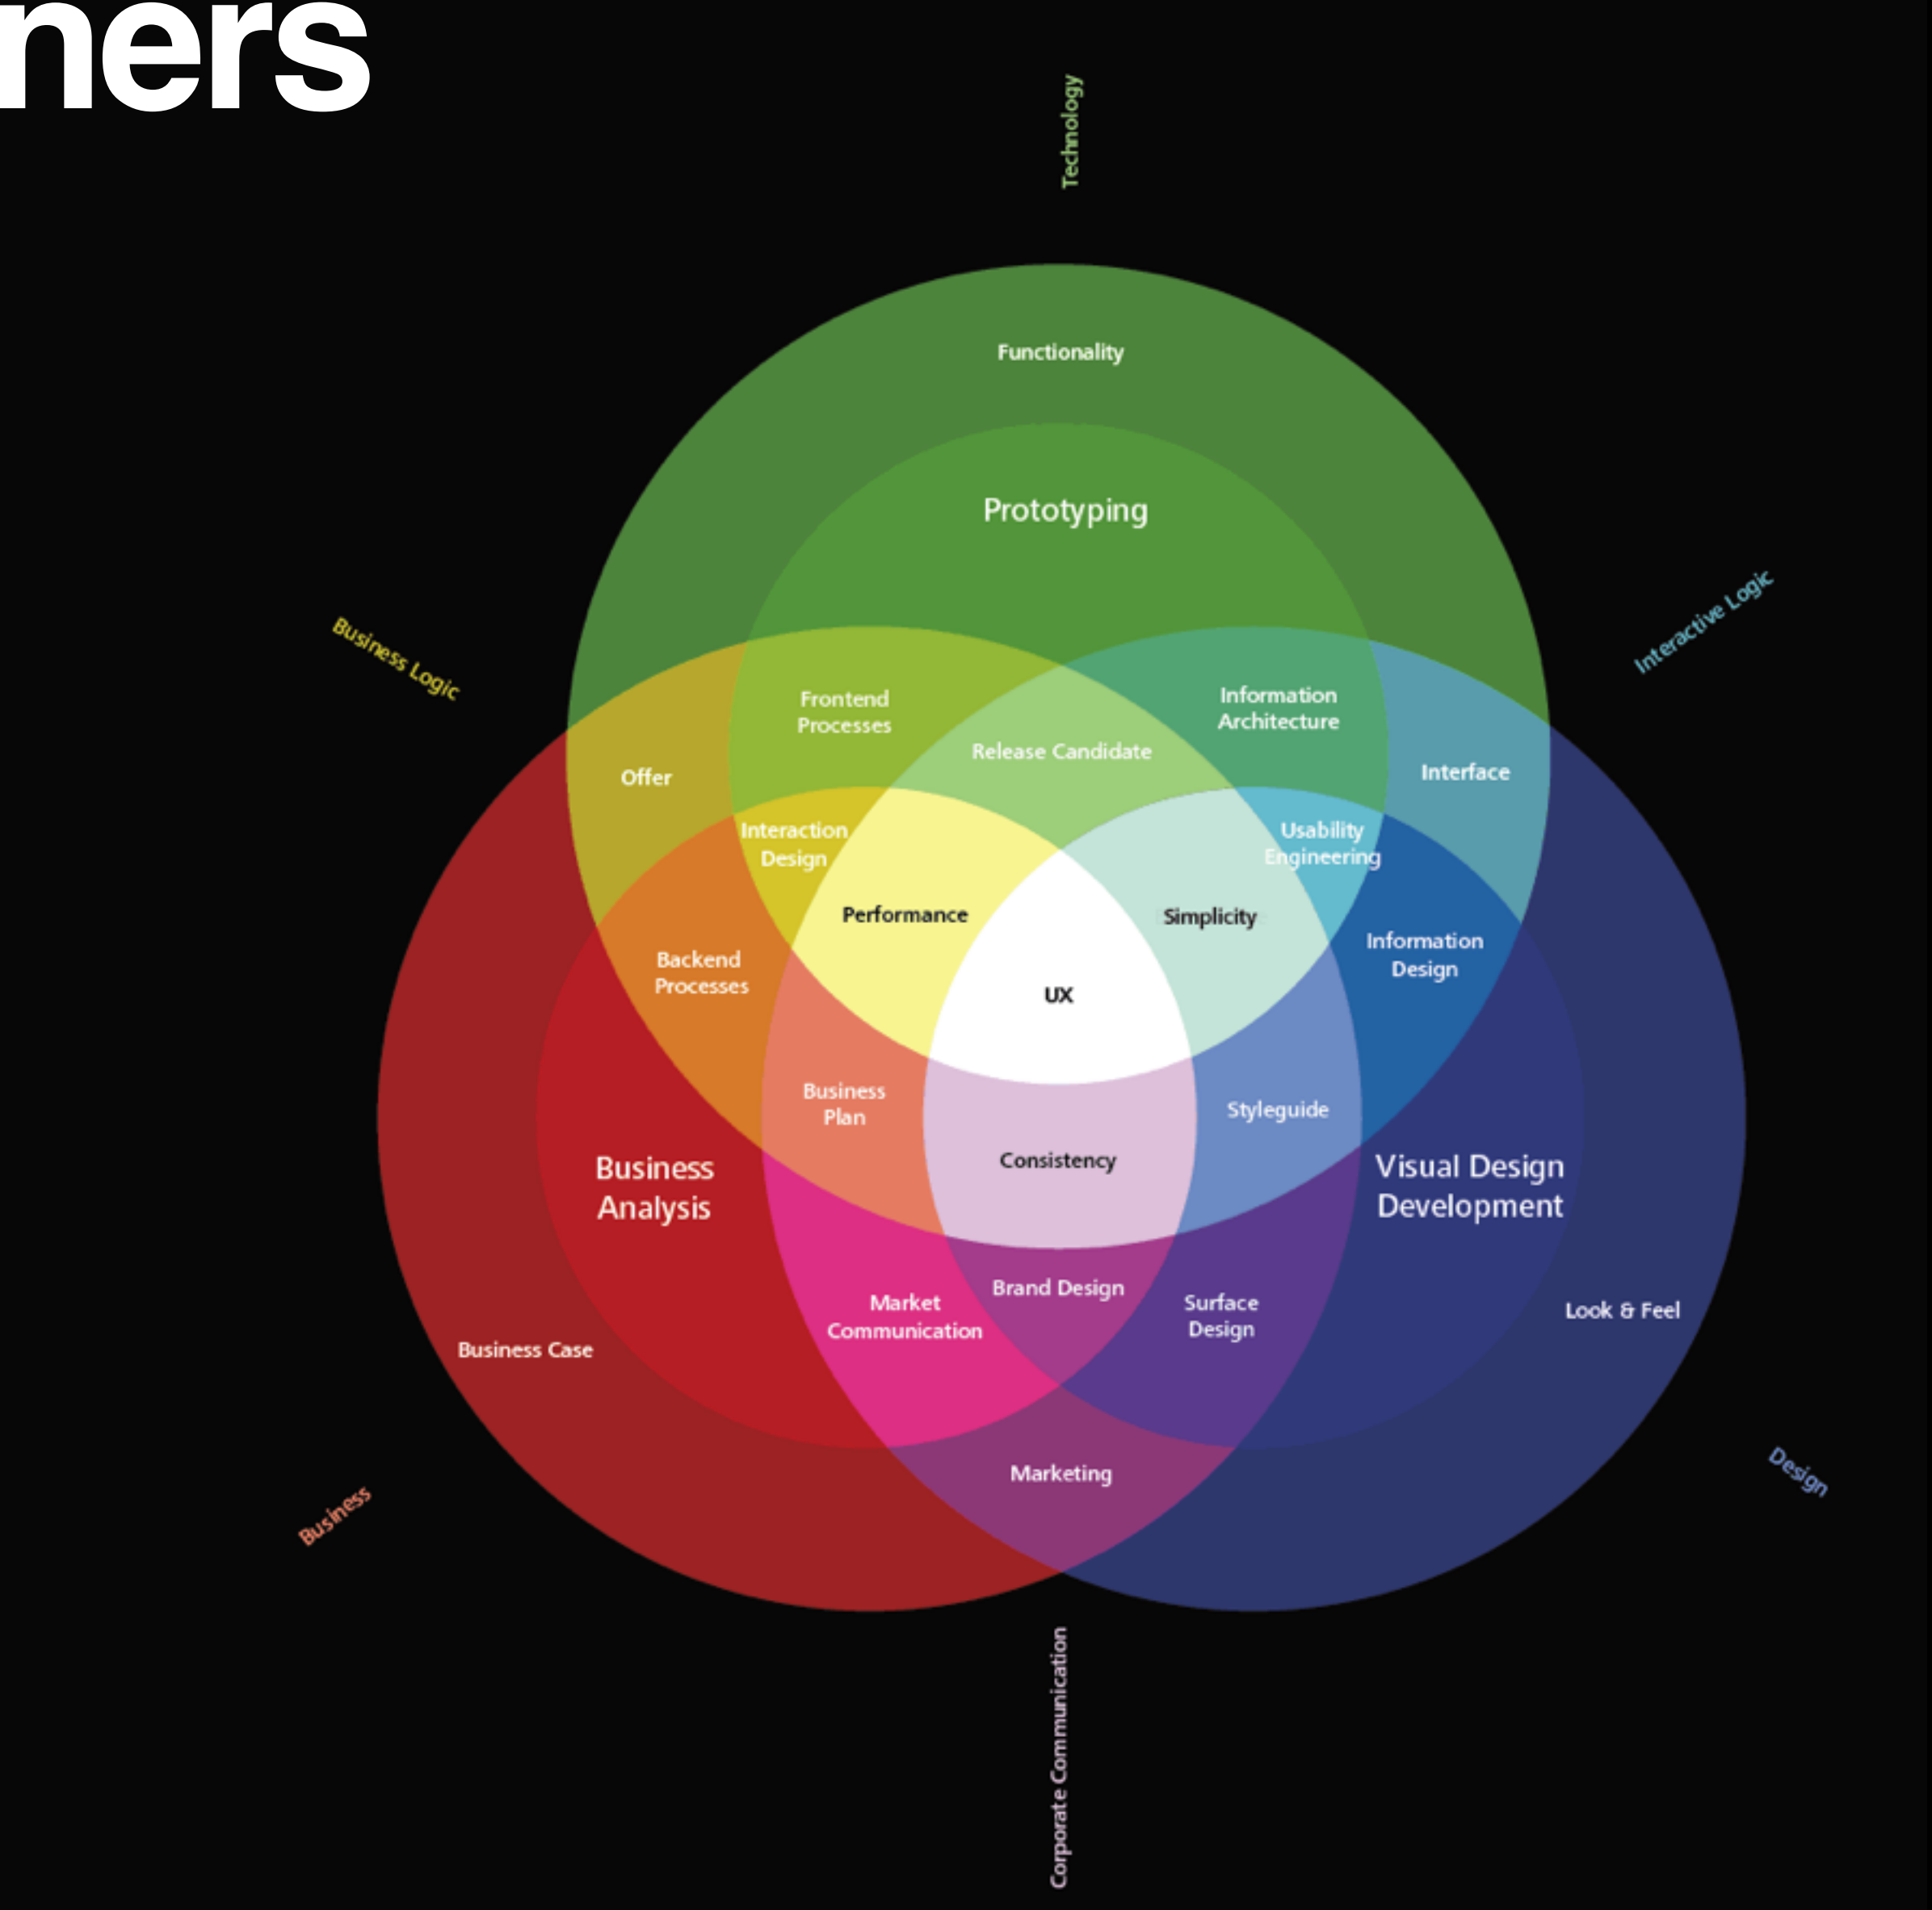 ners
Technology
Functionality
Prototyping
Business Logic
Interactive Logic
Frontend
Processes
Information
Architecture
Release Candidate
Offer
Interface
Interaction
Design
Usability
Engineering
Performance
Simplicity
Backend
Processes
Information
Design
UX
Business
Plan
Styleguide
Consistency
Business
Analysis
Visual Design
Development
Brand Design
Market
Communication
Surface
Design
Look & Feel
Business Case
Marketing
Business
Design
Corporate Communication